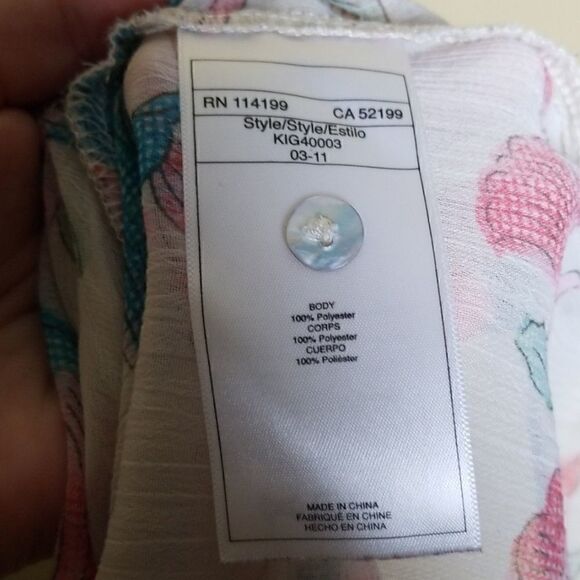 RN 114199 CA 52199
Style/Style/Estilo
KIG40003
03-11
BODY
100% Polyester
CORPS
100% Polyester
CUERPO
100% Poliéster
MADE IN CHINA
FABRIQUÉ EN CHINE
HECHO EN CHINA